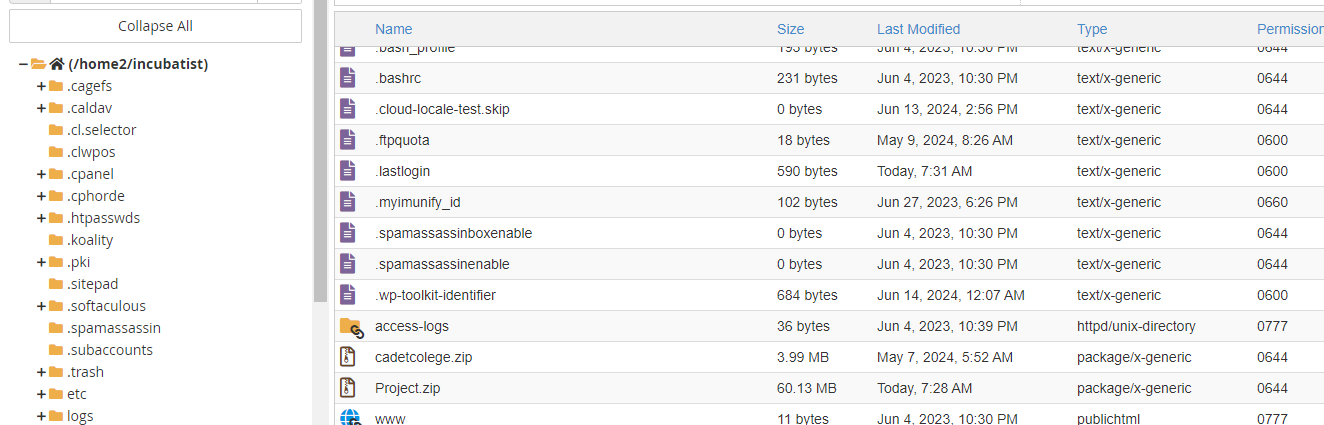 Collapse All
(/home2/incubatist)
.cagefs
.caldav
.cl.selector
.clwpos
.cpanel
.cphorde
.htpasswds
.koality
.pki
.sitepad
.softaculous
.spamassassin
.subaccounts
.trash
etc
logs
Name Size Last Modified Type Permission
.bash_profile 193 bytes Jun 4, 2023, 10:30 PM text/x-generic 0644
.bashrc 231 bytes Jun 4, 2023, 10:30 PM text/x-generic 0644
.cloud-locale-test.skip 0 bytes Jun 13, 2024, 2:56 PM text/x-generic 0644
.ftpquota 18 bytes May 9, 2024, 8:26 AM text/x-generic 0600
.lastlogin 590 bytes Today, 7:31 AM text/x-generic 0600
.myimunify_id 102 bytes Jun 27, 2023, 6:26 PM text/x-generic 0660
.spamassassinboxenable 0 bytes Jun 4, 2023, 10:30 PM text/x-generic 0644
.spamassassinenable 0 bytes Jun 4, 2023, 10:30 PM text/x-generic 0644
.wp-toolkit-identifier 684 bytes Jun 14, 2024, 12:07 AM text/x-generic 0600
access-logs 36 bytes Jun 4, 2023, 10:39 PM httpd/unix-directory 0777
cadetcolege.zip 3.99 MB May 7, 2024, 5:52 AM package/x-generic 0644
Project.zip 60.13 MB Today, 7:28 AM package/x-generic 0644
www 11 bytes Jun 4, 2023, 10:30 PM publichtml 0777